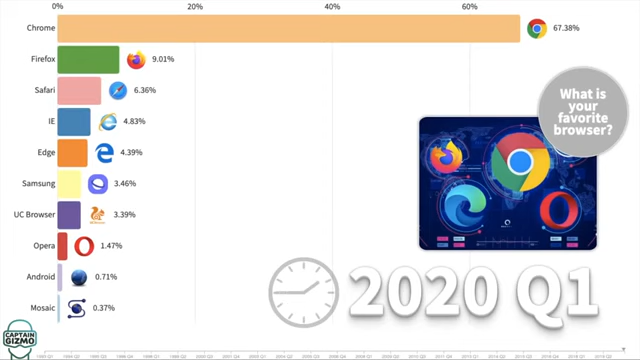 0% 20% 40% 60%
Chrome 67.38%
Firefox 9.01%
Safari 6.36%
IE 4.83%
Edge 4.39%
Samsung 3.46%
UC Browser 3.39%
Opera 1.47%
Android 0.71%
Mosaic 0.37%
What is
your
favorite
browser?
2020 Q1
CAPTAIN
GIZMO